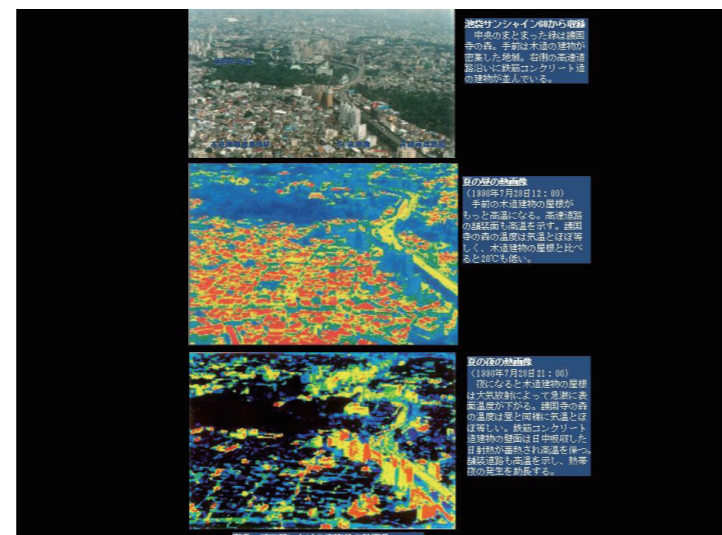 池袋サンシャイン60から収録
中央のまとまった緑は護国
寺の森。手前は木造の建物が
密集した地域。右側の高速道
路沿いに鉄筋コンクリート造
の建物が並んでいる。
夏の昼の熱画像
(1990年7月28日12:00)
手前の木造建物の屋根が
もっと高温になる。高速道路
の舗装面も高温を示す。護国
寺の森の温度は気温とほぼ等
しく、木造建物の屋根と比べ
ると20℃も低い。
夏の夜の熱画像
(1990年7月28日21:00)
夜になると木造建物の屋根
は大気放射によって急激に表
面温度が下がる。護国寺の森
の温度は昼と同様に気温とほ
ぼ等しい。鉄筋コンクリート
造建物の壁面は日中吸収した
日射熱が蓄熱され高温を保つ。
舗装道路も高温を示し、熱帯
夜の発生を助長する。